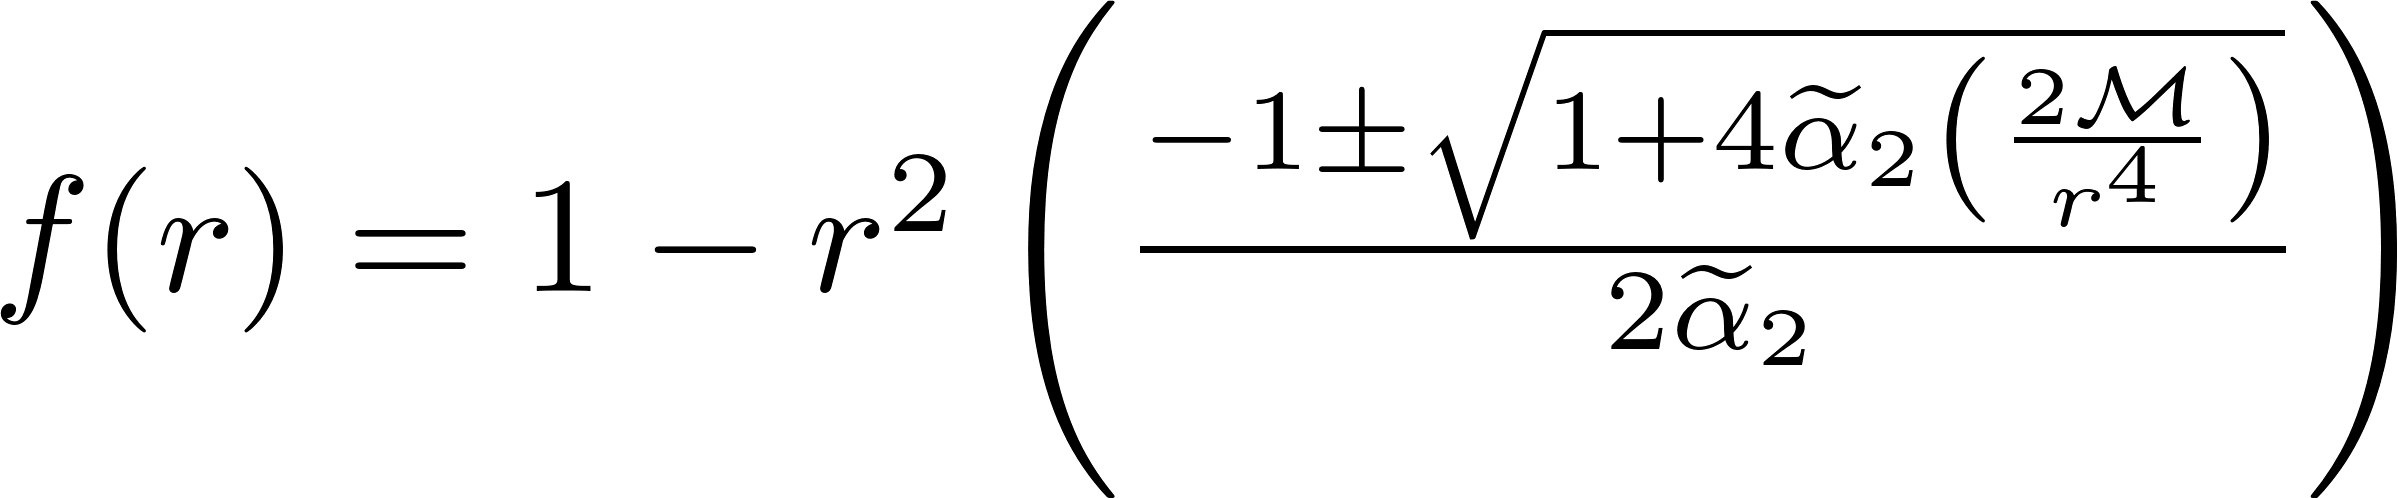 f(r) = 1 - r^2 \left( \frac{-1 \pm \sqrt{1+4\widetilde{\alpha}_2 \left( \frac{2\mathcal{M}}{r^4} \right)}}{2\widetilde{\alpha}_2} \right)